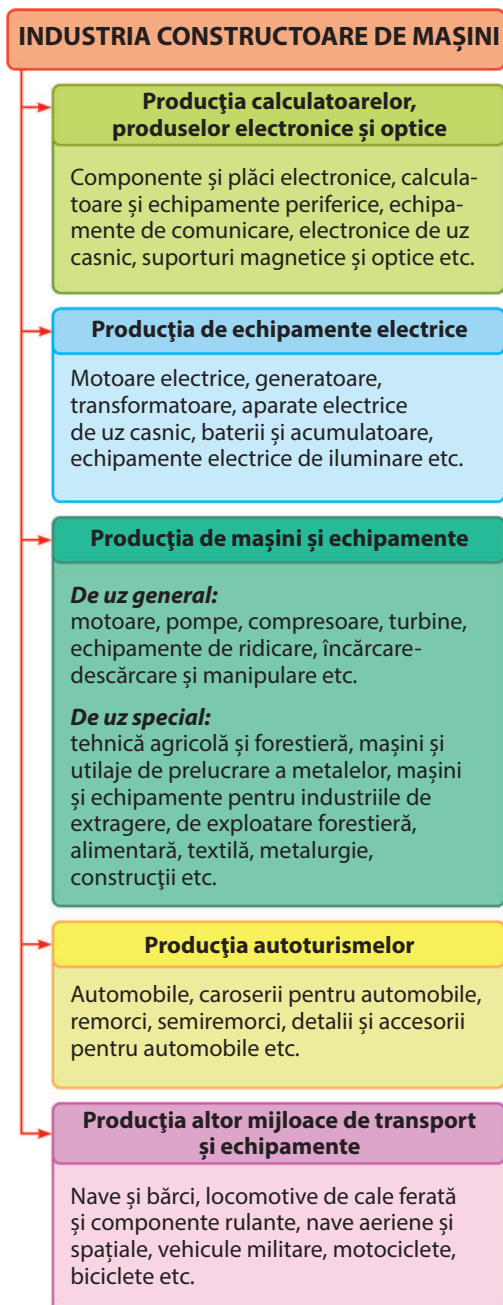 INDUSTRIA CONSTRUCTOARE DE MAȘINI
Producţia calculatoarelor,
produselor electronice și optice
Componente și plăci electronice, calcula-
toare și echipamente periferice, echipa-
mente de comunicare, electronice de uz
casnic, suporturi magnetice și optice etc.
Producţia de echipamente electrice
Motoare electrice, generatoare,
transformatoare, aparate electrice
de uz casnic, baterii și acumulatoare,
echipamente electrice de iluminare etc.
Producţia de mașini și echipamente
De uz general:
motoare, pompe, compresoare, turbine,
echipamente de ridicare, încărcare-
descărcare și manipulare etc.
De uz special:
tehnică agricolă și forestieră, mașini și
utilaje de prelucrare a metalelor, mașini
și echipamente pentru industriile de
extragere, de exploatare forestieră,
alimentară, textilă, metalurgie,
construcţii etc.
Producţia autoturismelor
Automobile, caroserii pentru automobile,
remorci, semiremorci, detalii și accesorii
pentru automobile etc.
Producţia altor mijloace de transport
și echipamente
Nave și bărci, locomotive de cale ferată
și componente rulante, nave aeriene și
spațiale, vehicule militare, motociclete,
biciclete etc.